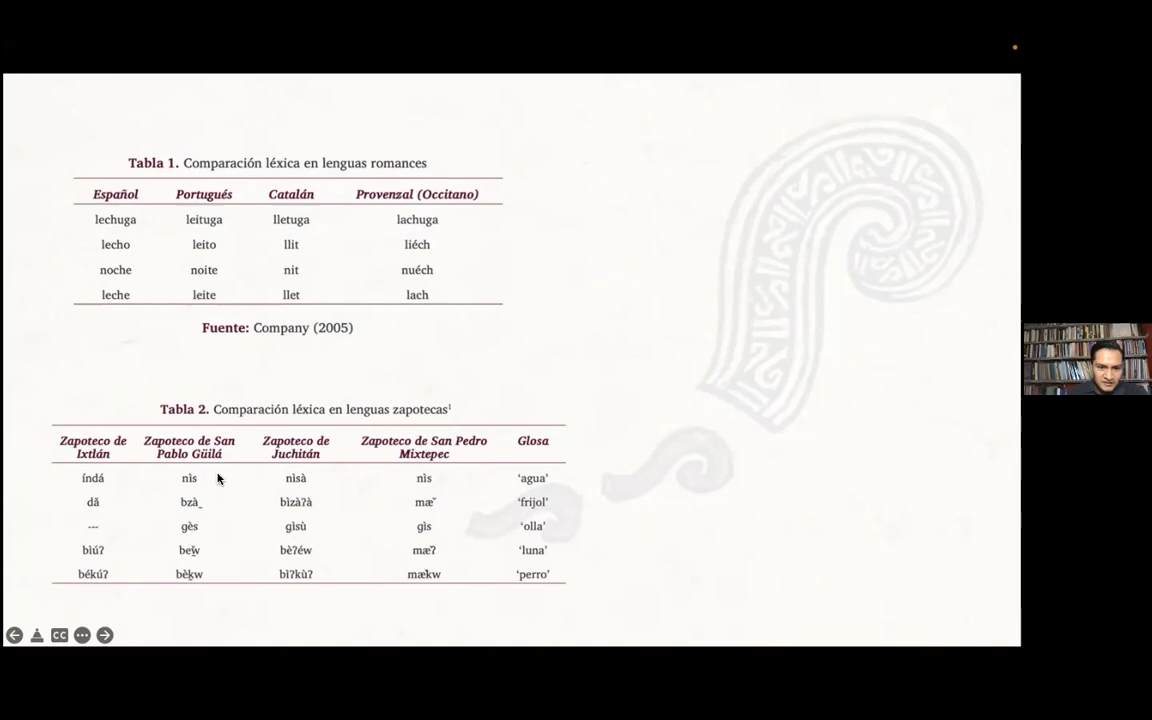 Tabla 1. Comparación léxica en lenguas romances
Español Portugués Catalán Provenzal (Occitano)
lechuga leituga lletuga lachuga
lecho leito llit liéch
noche noite nit nuéch
leche leite llet lach
Fuente: Company (2005)
Tabla 2. Comparación léxica en lenguas zapotecas¹
Zapoteco de Ixtlán Zapoteco de San Pablo Güilá Zapoteco de Juchitán Zapoteco de San Pedro Mixtepec Glosa
índá nìs nìsà nìs ‘agua’
dǎ bzà̠ bìzàʔà mæ̌ ‘frijol’
--- gès gìsù gìs ‘olla’
bìúʔ bèʔéw ‘luna’
békúʔ bìʔkùʔ ‘perro’
CC